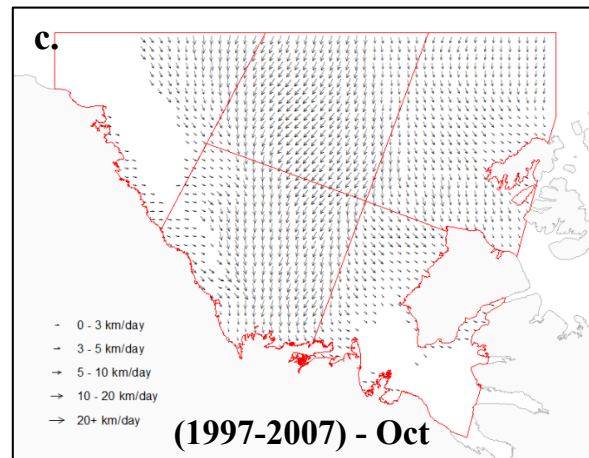 c.
0 - 3 km/day
3 - 5 km/day
5 - 10 km/day
10 - 20 km/day
20+ km/day
(1997-2007) - Oct